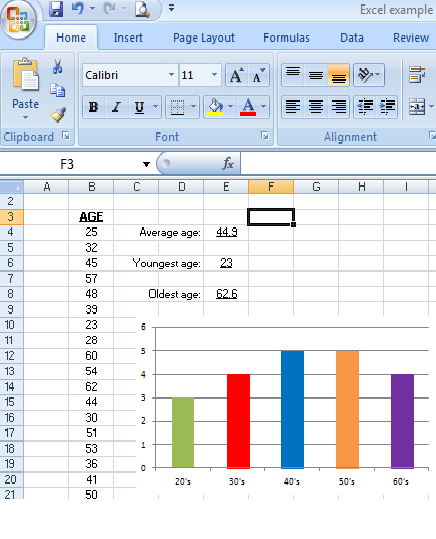 Excel example
Home Insert Page Layout Formulas Data Review
Paste
Calibri 11 A A
B I U A
Clipboard Font Alignment
F3 fx
A B C D E F G H I
2
3 AGE
4 25 Average age: 44.9
5 32
6 45 Youngest age: 23
7 57
8 48 Oldest age: 62.6
9 39
10 23
11 28
12 60
13 54
14 62
15 44
16 30
17 51
18 53
19 36
20 41
21 50
6
5
4
3
2
1
0
20's 30's 40's 50's 60's